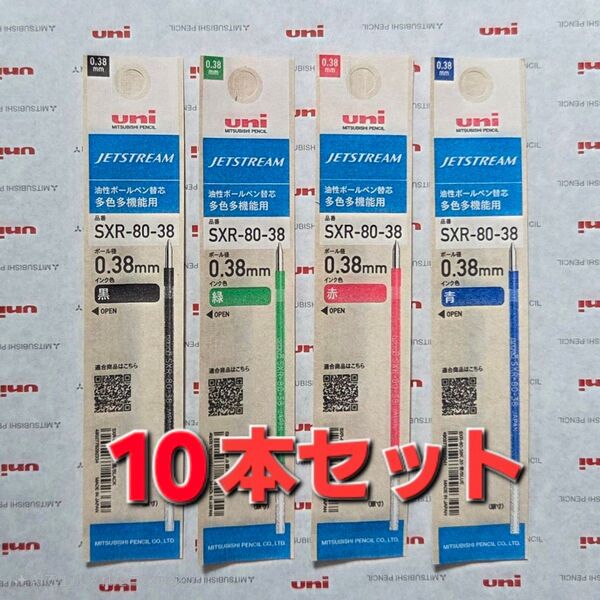 0.38
mm
uni
MITSUBISHI PENCIL
JETSTREAM
油性ボールペン替芯
多色多機能用
品番
SXR-80-38
ボール径
0.38mm
インク色
黒
◀OPEN
適合商品はこちら
MITSUBISHI PENCIL CO., LTD.
0.38
mm
uni
MITSUBISHI PENCIL
JETSTREAM
油性ボールペン替芯
多色多機能用
品番
SXR-80-38
ボール径
0.38mm
インク色
緑
◀OPEN
適合商品はこちら
MITSUBISHI PENCIL CO., LTD.
0.38
mm
uni
MITSUBISHI PENCIL
JETSTREAM
油性ボールペン替芯
多色多機能用
品番
SXR-80-38
ボール径
0.38mm
インク色
赤
◀OPEN
適合商品はこちら
MITSUBISHI PENCIL CO., LTD.
0.38
mm
uni
MITSUBISHI PENCIL
JETSTREAM
油性ボールペン替芯
多色多機能用
品番
SXR-80-38
ボール径
0.38mm
インク色
青
◀OPEN
適合商品はこちら
MITSUBISHI PENCIL CO., LTD.
10本セット